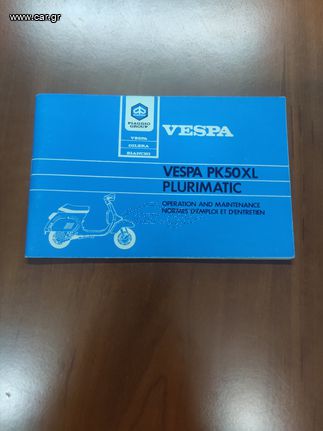 www.car.gr
PIAGGIO
GROUP
VESPA
GILERA
BIANCHI
VESPA
VESPA PK50XL
PLURIMATIC
OPERATION AND MAINTENANCE
NORMES D'EMPLOI ET D'ENTRETIEN